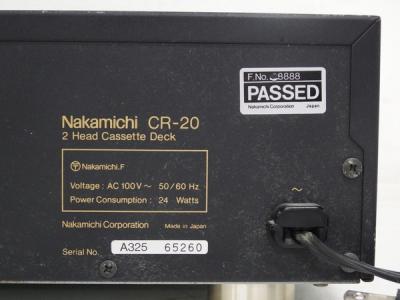 F.No. 8888
PASSED
Nakamichi Corporation Japan
Nakamichi CR-20
2 Head Cassette Deck
Nakamichi.F
Voltage : AC 100V ~ 50/60 Hz
Power Consumption : 24 Watts
Nakamichi Corporation Made in Japan
Serial No. A325 65260
~